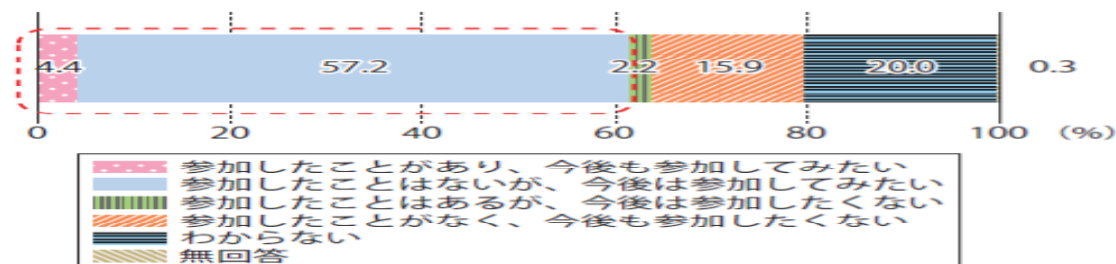 4.4 57.2 2.2 15.9 20.0 0.3
0 20 40 60 80 100 (%)
参加したことがあり、今後も参加してみたい
参加したことはないが、今後は参加してみたい
参加したことはあるが、今後は参加したくない
参加したことがなく、今後も参加したくない
わからない
無回答